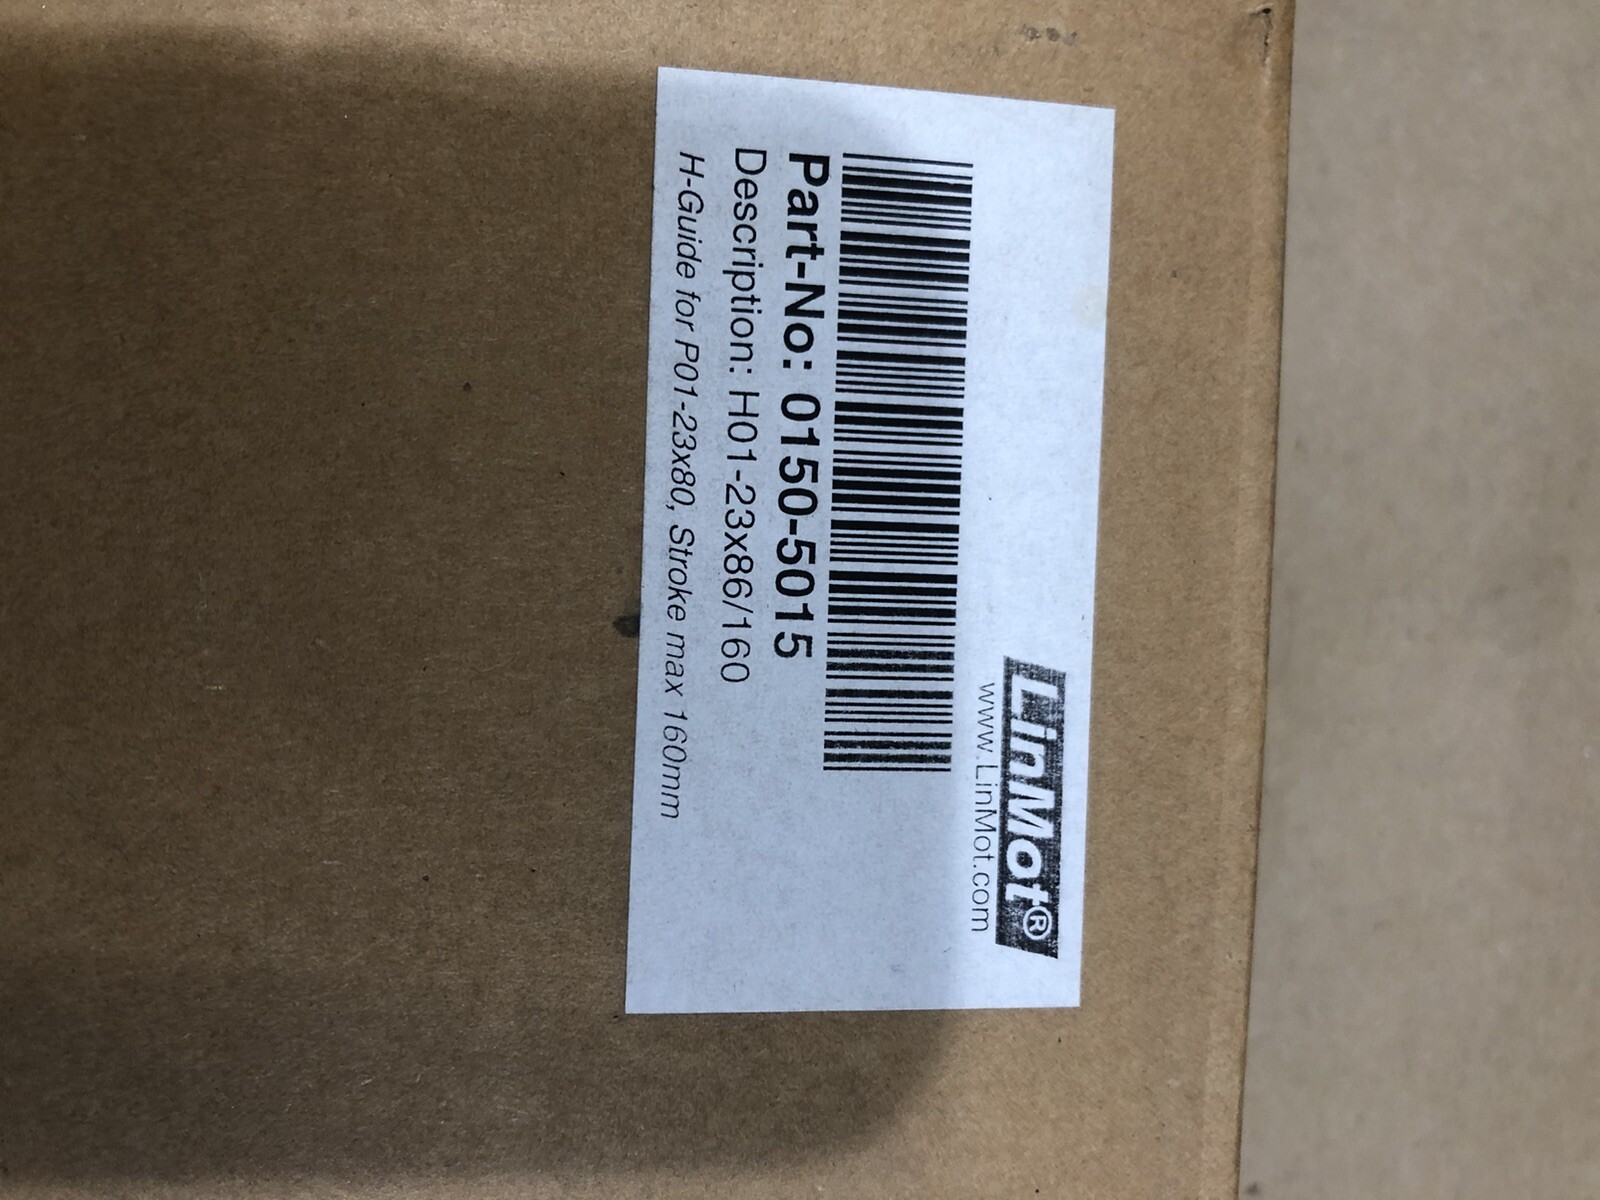 LinMot®
www.LinMot.com
Part-No: 0150-5015
Description: H01-23x86/160
H-Guide for P01-23x80, Stroke max 160mm